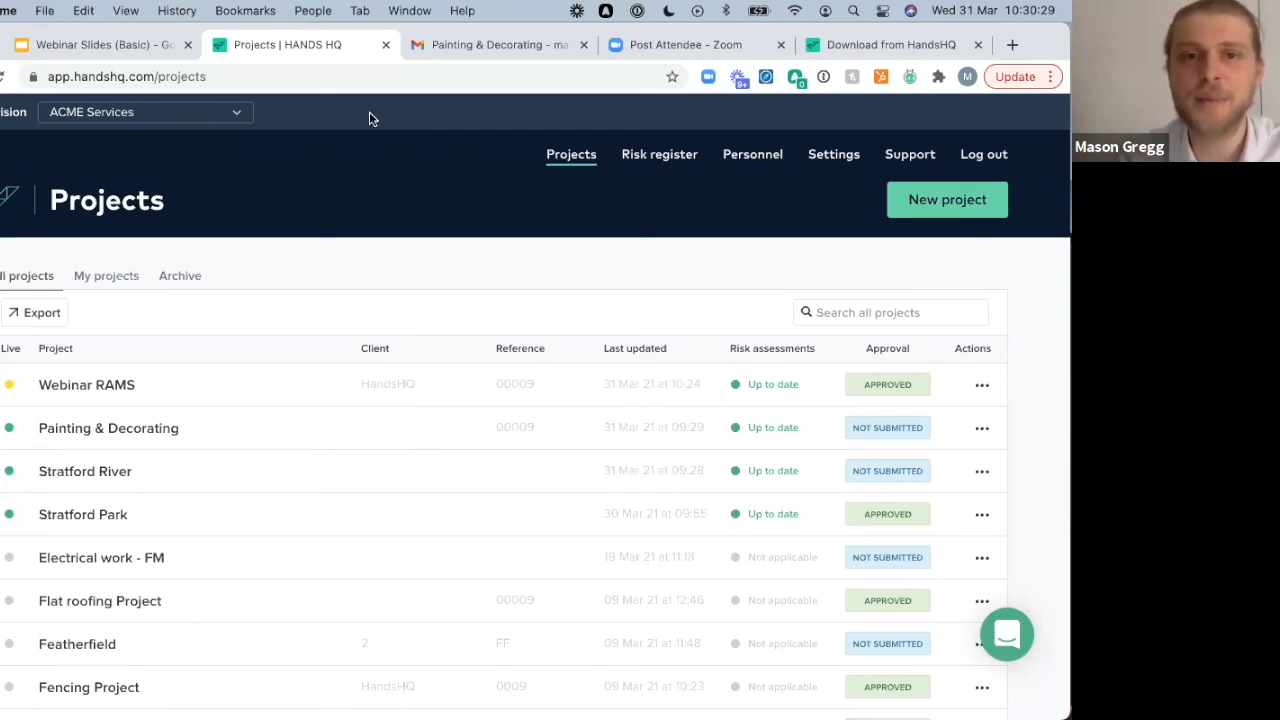 me File Edit View History Bookmarks People Tab Window Help Wed 31 Mar 10:30:29
Webinar Slides (Basic) - Go Projects | HANDS HQ Painting & Decorating - ma Post Attendee - Zoom Download from HandsHQ
app.handshq.com/projects 9+ 0 M Update
ision ACME Services
Projects Risk register Personnel Settings Support Log out
Projects New project
ll projects My projects Archive
Export Search all projects
Live Project Client Reference Last updated Risk assessments Approval Actions
Webinar RAMS HandsHQ 00009 31 Mar 21 at 10:24 Up to date APPROVED
Painting & Decorating 00009 31 Mar 21 at 09:29 Up to date NOT SUBMITTED
Stratford River 31 Mar 21 at 09:28 Up to date NOT SUBMITTED
Stratford Park 30 Mar 21 at 09:55 Up to date APPROVED
Electrical work - FM 19 Mar 21 at 11:18 Not applicable NOT SUBMITTED
Flat roofing Project 00009 09 Mar 21 at 12:46 Not applicable APPROVED
Featherfield 2 FF 09 Mar 21 at 11:48 Not applicable NOT SUBMITTED
Fencing Project HandsHQ 0009 09 Mar 21 at 10:23 Not applicable APPROVED
Mason Gregg